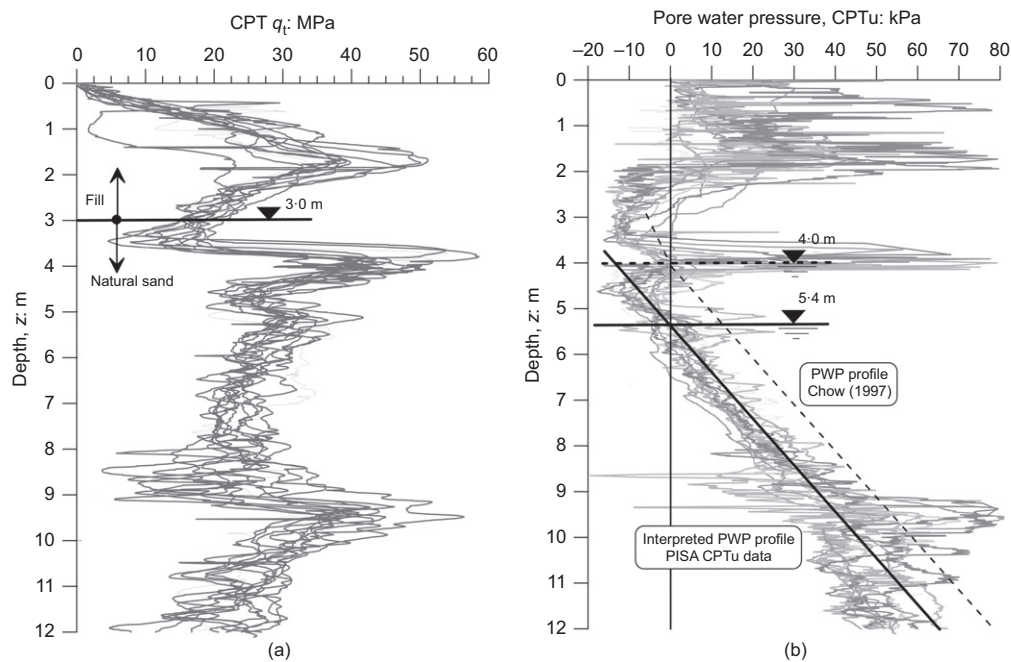 CPT qt: MPa
0 10 20 30 40 50 60
0
1
2
3
4
5
6
7
8
9
10
11
12
Depth, z: m
Fill
3·0 m
Natural sand
(a)
Pore water pressure, CPTu: kPa
–20 –10 0 10 20 30 40 50 60 70 80
0
1
2
3
4
5
6
7
8
9
10
11
12
Depth, z: m
4·0 m
5·4 m
PWP profile
Chow (1997)
Interpreted PWP profile
PISA CPTu data
(b)